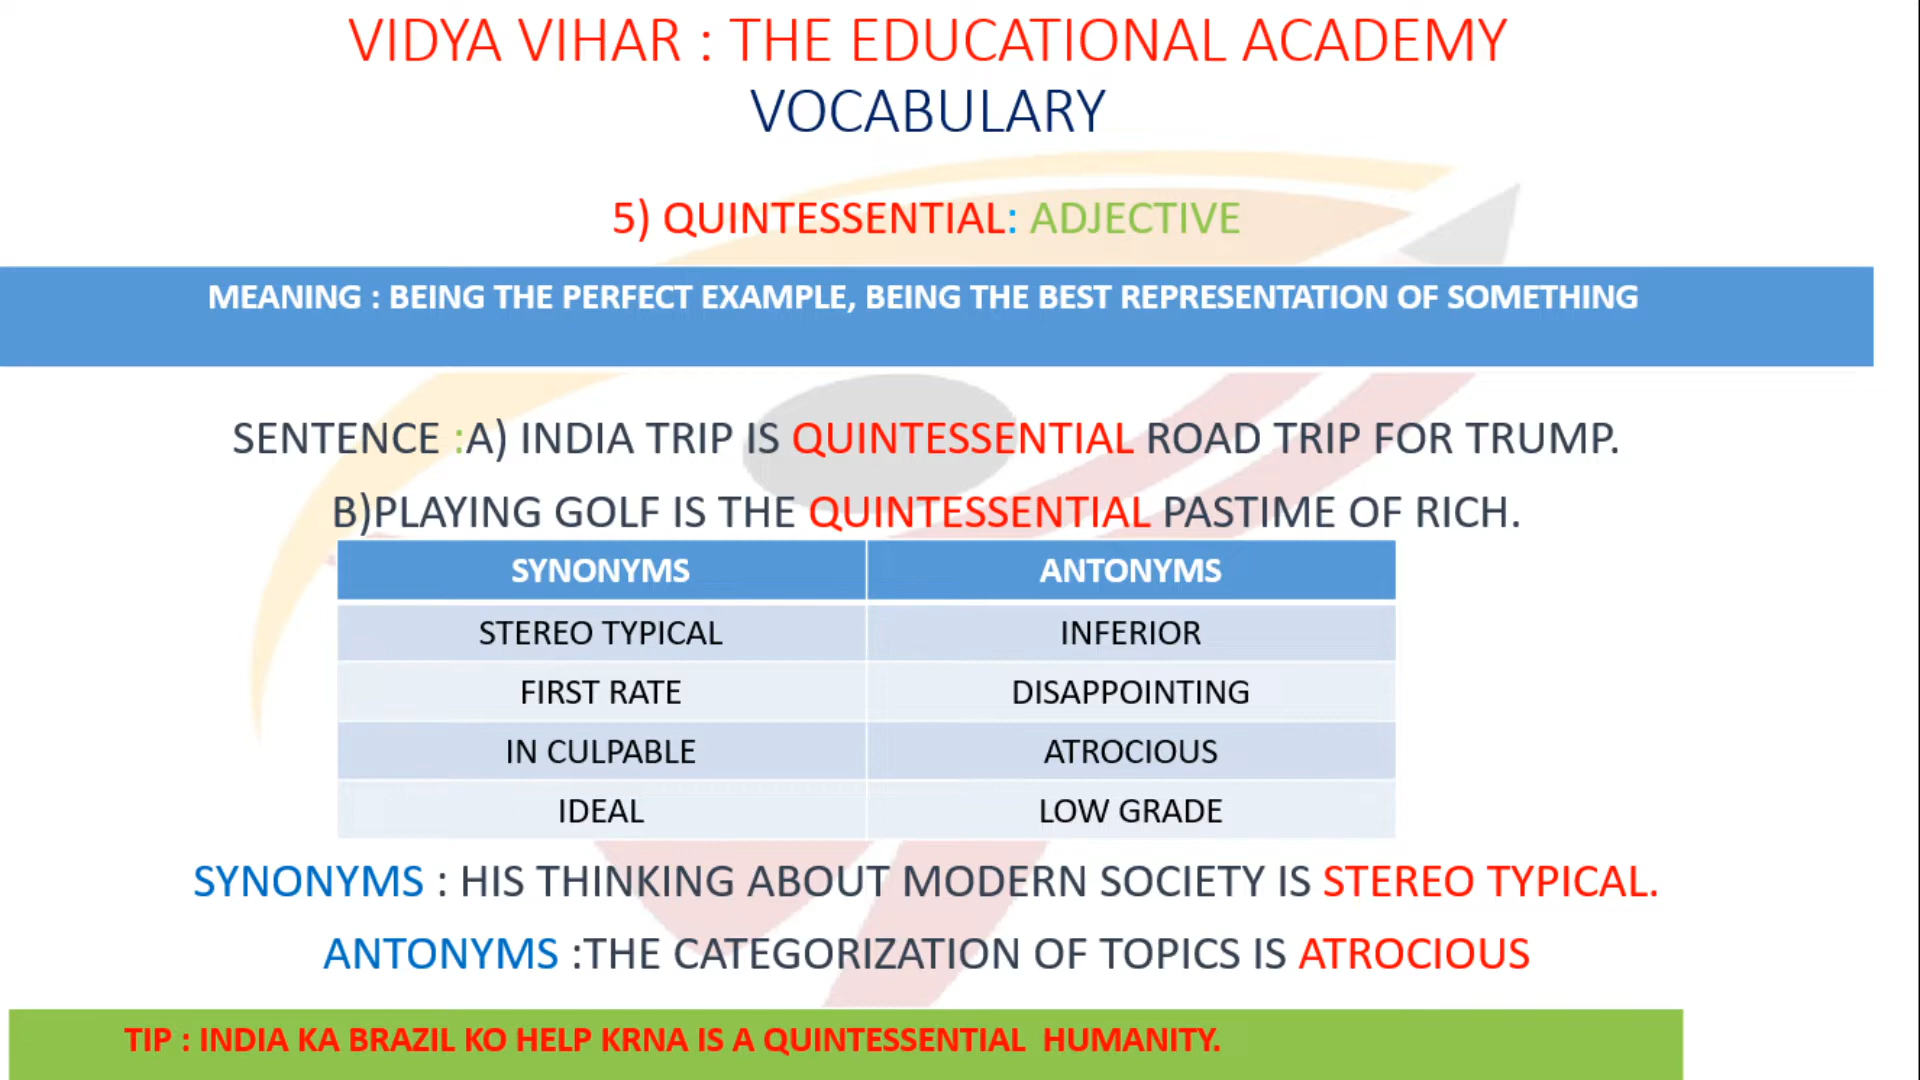 VIDYA VIHAR : THE EDUCATIONAL ACADEMY
VOCABULARY
5) QUINTESSENTIAL: ADJECTIVE
MEANING : BEING THE PERFECT EXAMPLE, BEING THE BEST REPRESENTATION OF SOMETHING
SENTENCE :A) INDIA TRIP IS QUINTESSENTIAL ROAD TRIP FOR TRUMP.
B)PLAYING GOLF IS THE QUINTESSENTIAL PASTIME OF RICH.
SYNONYMS ANTONYMS
STEREO TYPICAL INFERIOR
FIRST RATE DISAPPOINTING
IN CULPABLE ATROCIOUS
IDEAL LOW GRADE
SYNONYMS : HIS THINKING ABOUT MODERN SOCIETY IS STEREO TYPICAL.
ANTONYMS :THE CATEGORIZATION OF TOPICS IS ATROCIOUS
TIP : INDIA KA BRAZIL KO HELP KRNA IS A QUINTESSENTIAL HUMANITY.